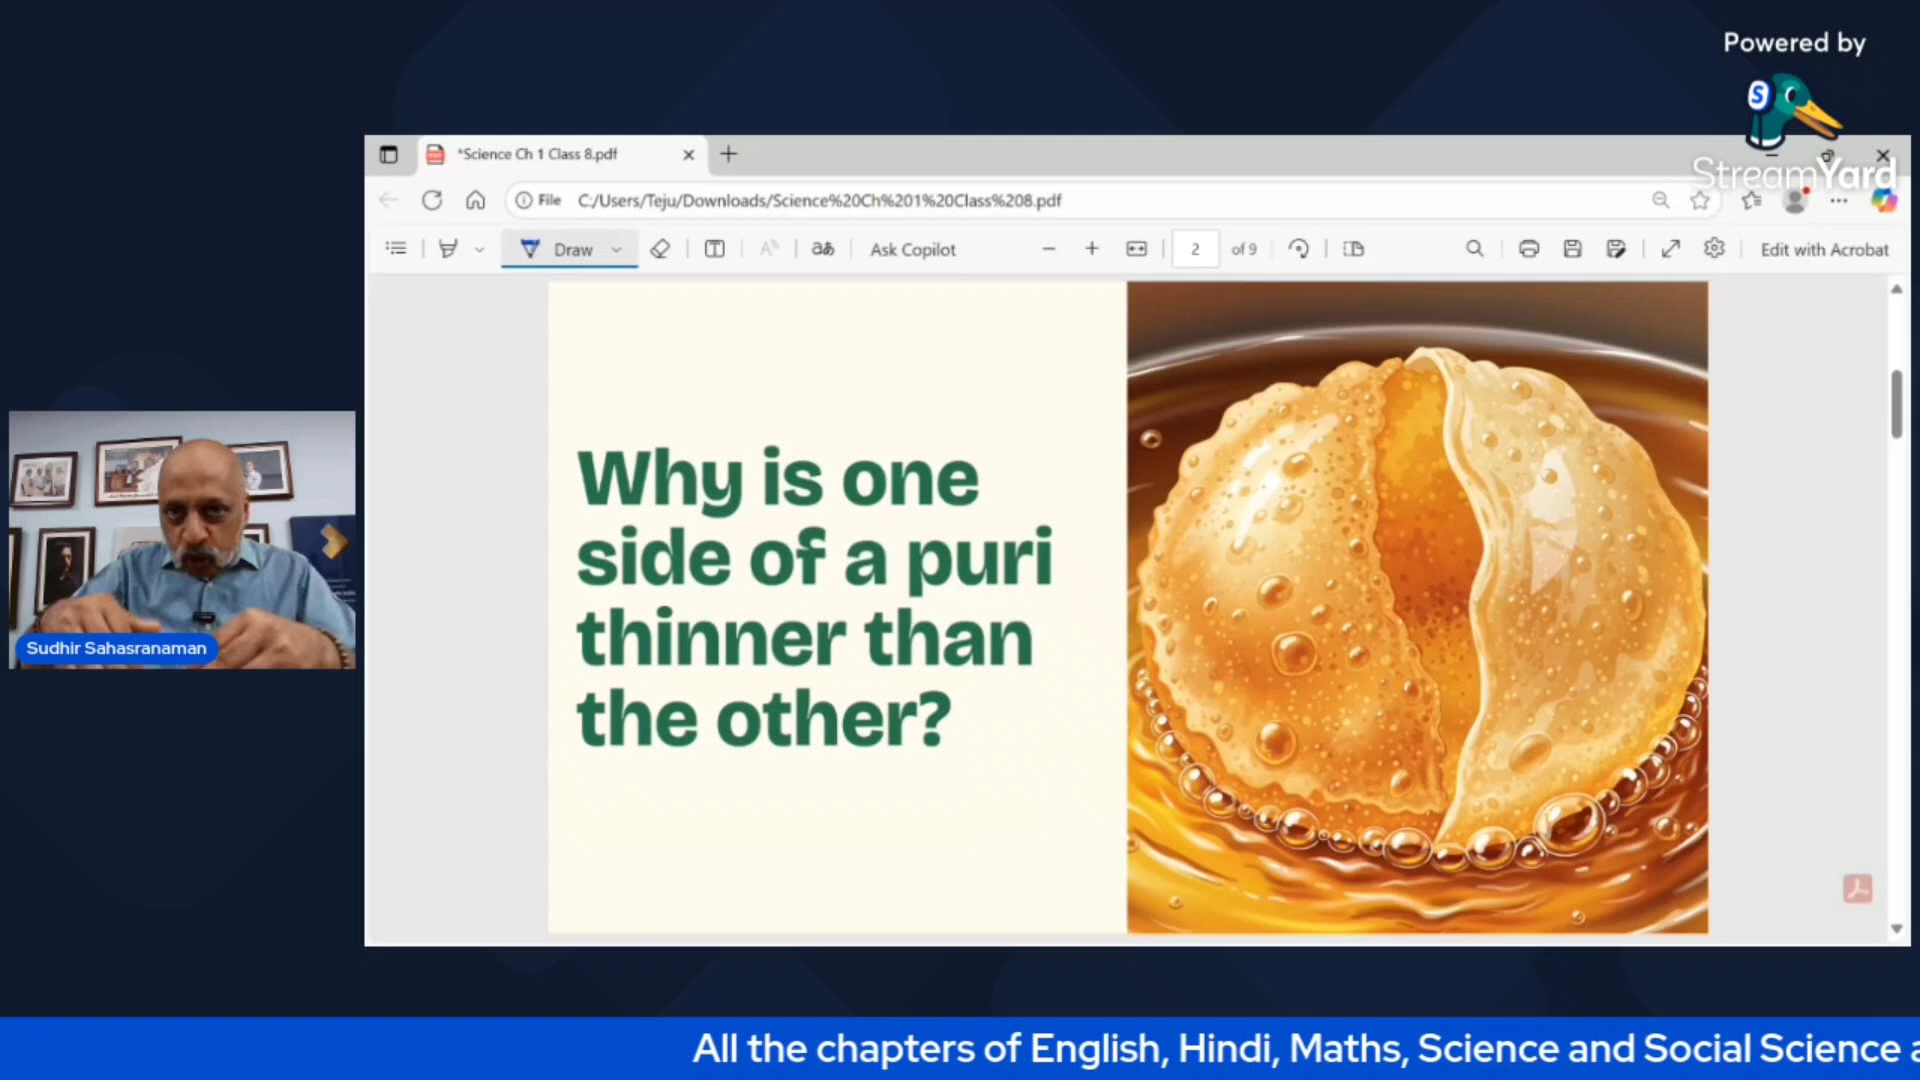 Powered by
StreamYard
*Science Ch 1 Class 8.pdf
File C:/Users/Teju/Downloads/Science%20Ch%201%20Class%208.pdf
Draw
aあ
Ask Copilot
2 of 9
Edit with Acrobat
Why is one
side of a puri
thinner than
the other?
Sudhir Sahasranaman
All the chapters of English, Hindi, Maths, Science and Social Science a